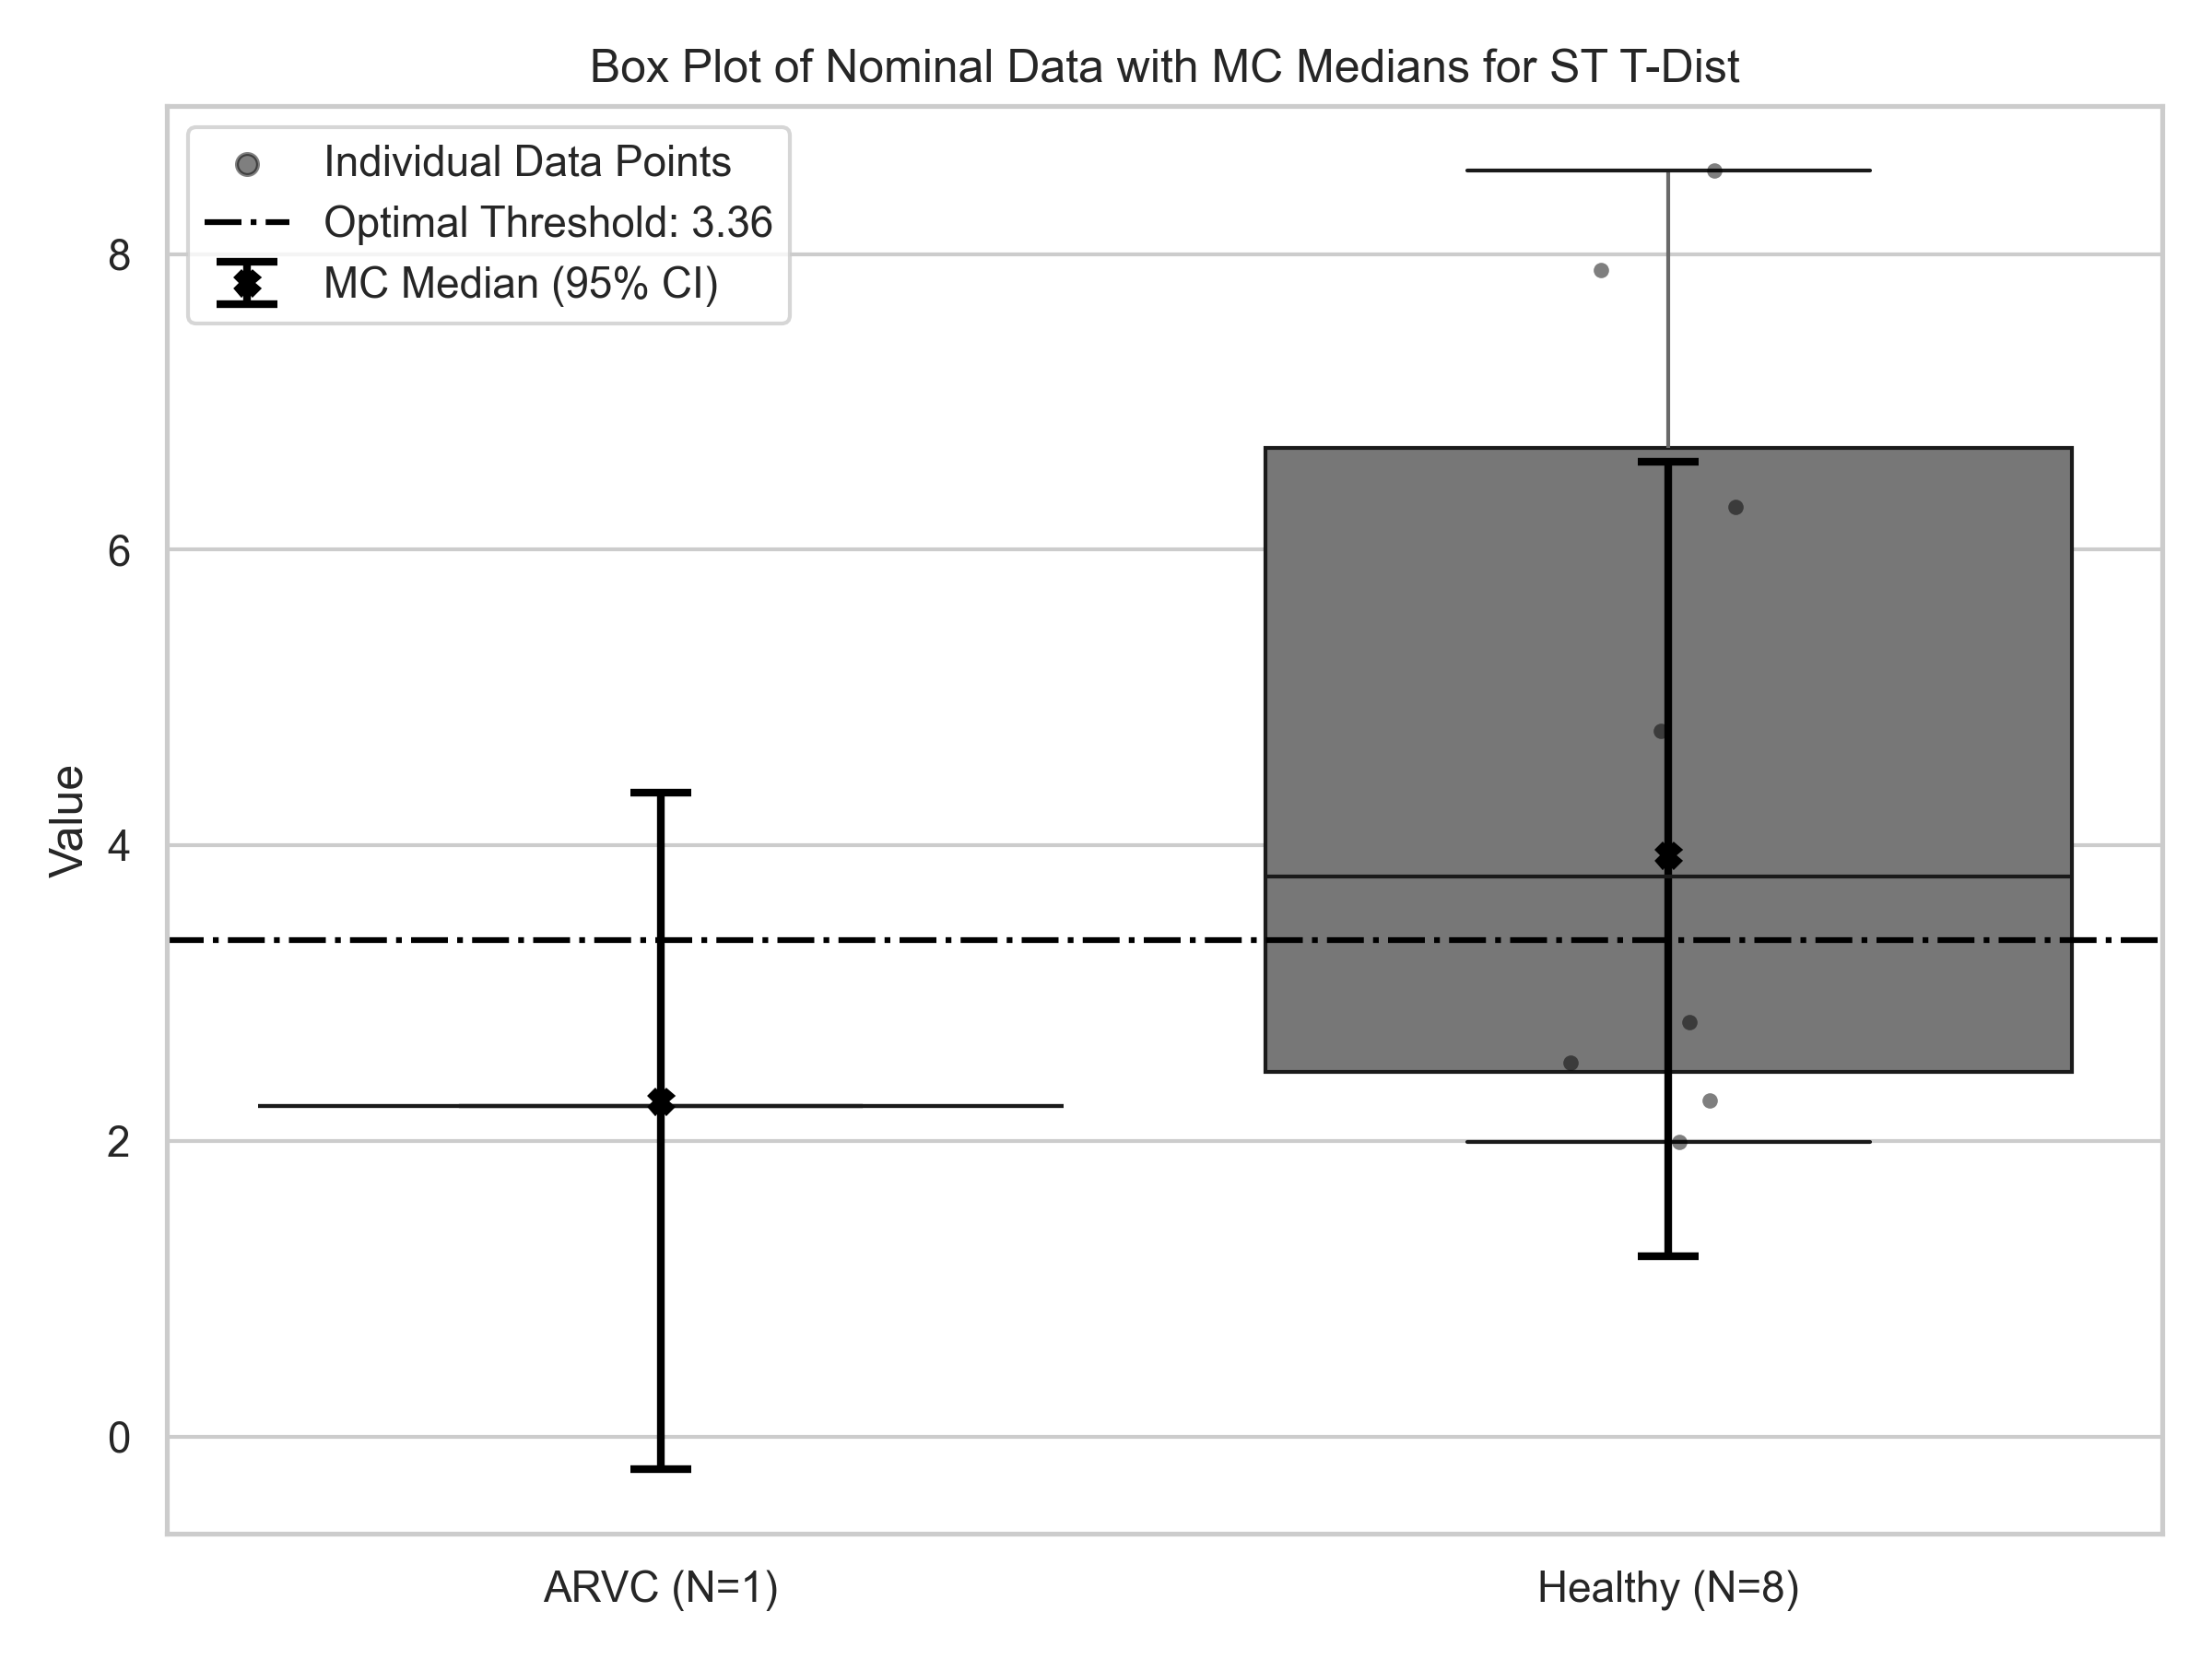 Box Plot of Nominal Data with MC Medians for ST T-Dist
Individual Data Points
Optimal Threshold: 3.36
MC Median (95% CI)
8
6
4
2
0
Value
ARVC (N=1)
Healthy (N=8)